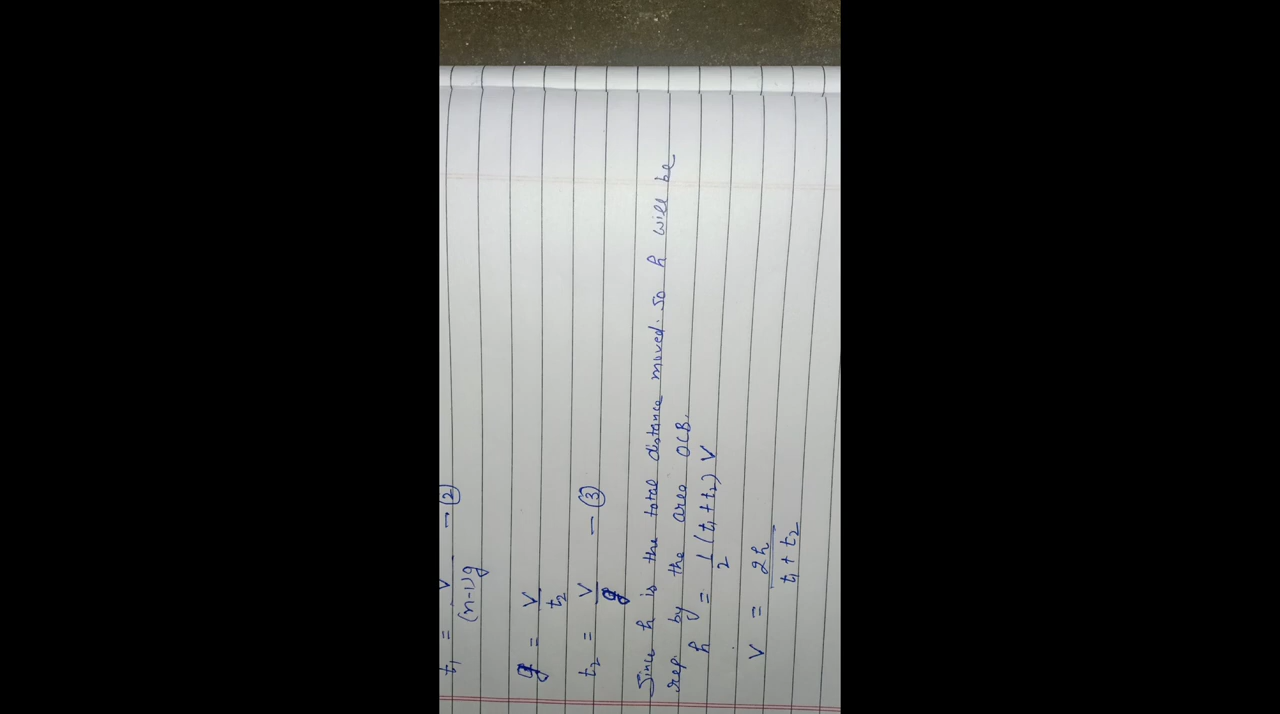 t₁ = V/(n-1)g — ②
g = V/t₂
t₂ = V/g — ③
Since h is the total distance moved. So h will be
rep. by the area OCB.
h = 1/2 (t₁ + t₂) V
V = 2h/t₁ + t₂